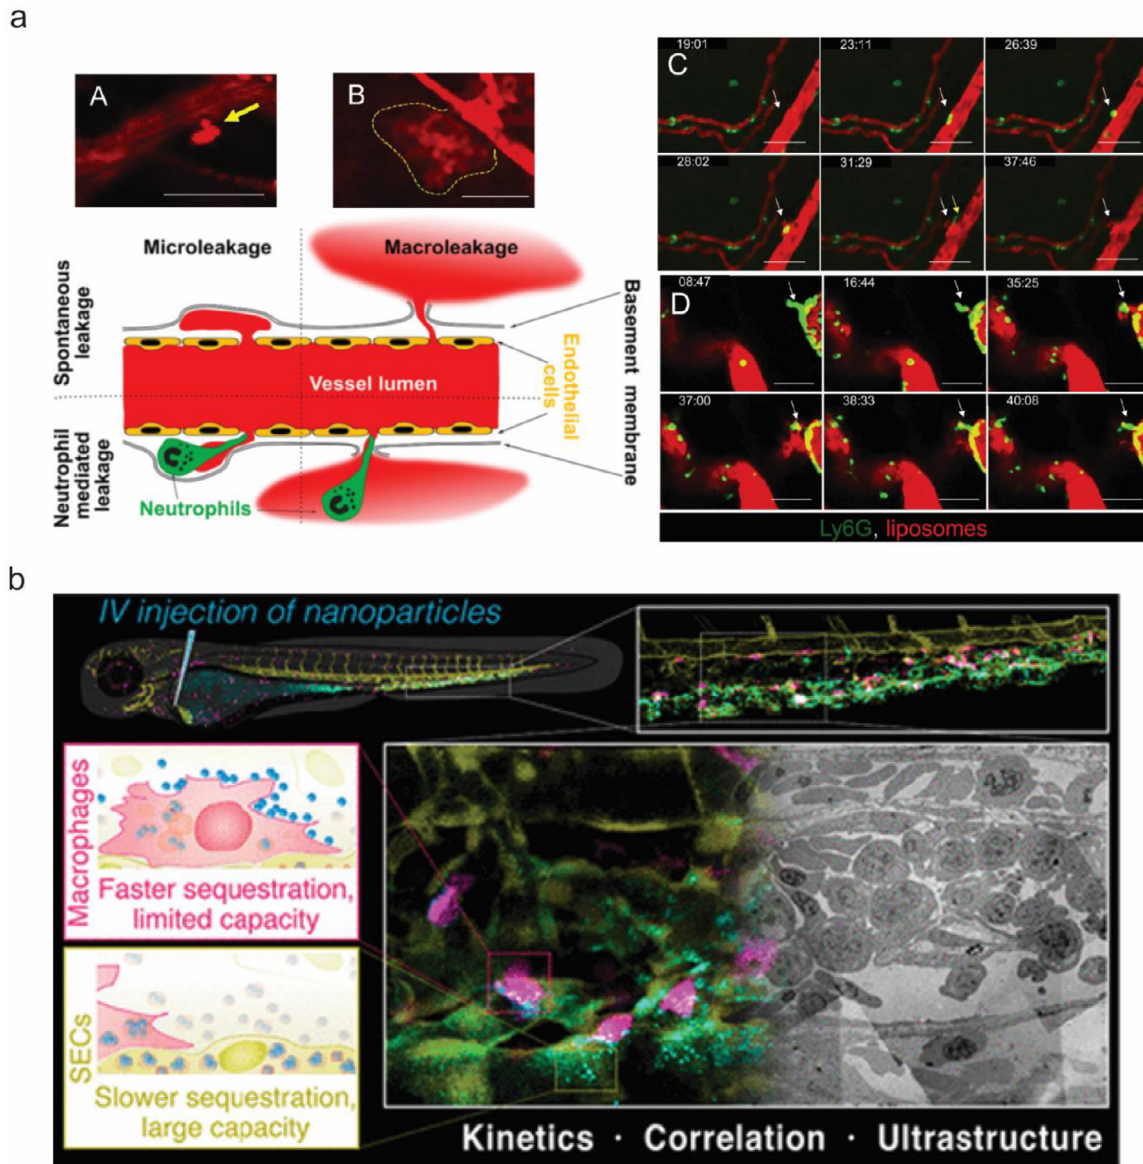 a
A
B
C
19:01
23:11
26:39
28:02
31:29
37:46
D
08:47
16:44
35:25
37:00
38:33
40:08
Ly6G, liposomes
Microleakage
Macroleakage
Spontaneous
leakage
Neutrophil
mediated
leakage
Vessel lumen
Neutrophils
Endothelial
cells
Basement membrane
b
IV injection of nanoparticles
Macrophages
Faster sequestration,
limited capacity
SECs
Slower sequestration,
large capacity
Kinetics · Correlation · Ultrastructure